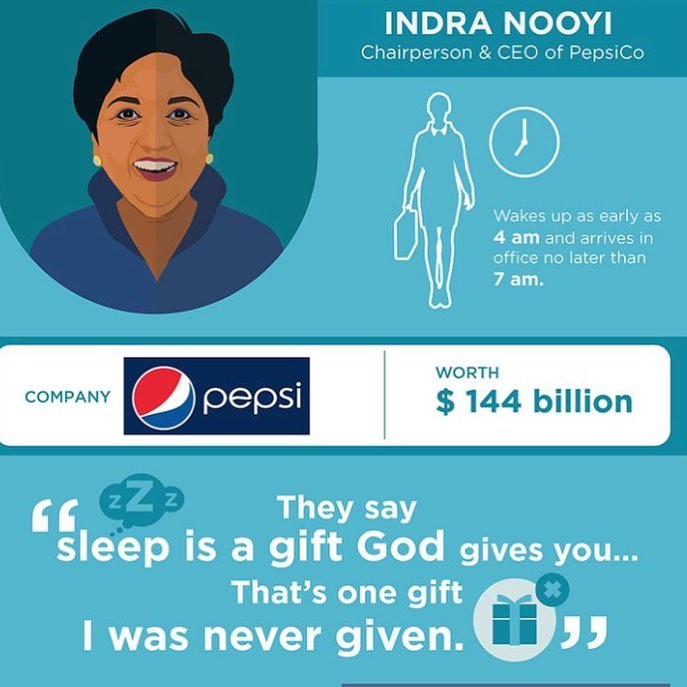 INDRA NOOYI
Chairperson & CEO of PepsiCo
Wakes up as early as
4 am and arrives in
office no later than
7 am.
COMPANY
pepsi
WORTH
$ 144 billion
z Z z
“They say
sleep is a gift God gives you...
That’s one gift
I was never given.”